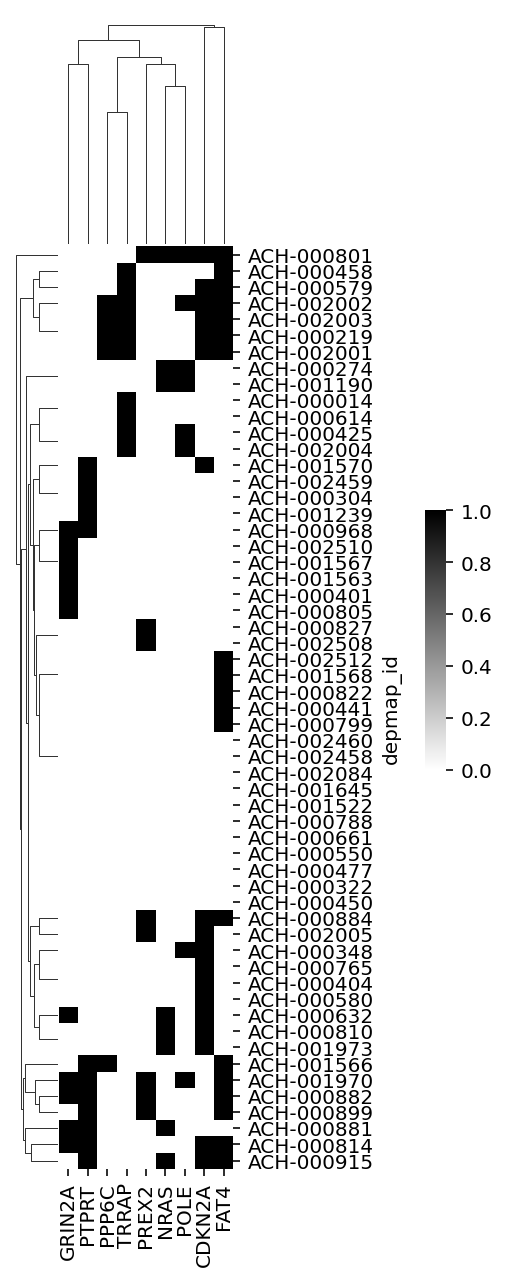 ACH-000801
ACH-000458
ACH-000579
ACH-002002
ACH-002003
ACH-000219
ACH-002001
ACH-000274
ACH-001190
ACH-000014
ACH-000614
ACH-000425
ACH-002004
ACH-001570
ACH-002459
ACH-000304
ACH-001239
ACH-000968
ACH-002510
ACH-001567
ACH-001563
ACH-000401
ACH-000805
ACH-000827
ACH-002508
ACH-002512
ACH-001568
ACH-000822
ACH-000441
ACH-000799
ACH-002460
ACH-002458
ACH-002084
ACH-001645
ACH-001522
ACH-000788
ACH-000661
ACH-000550
ACH-000477
ACH-000322
ACH-000450
ACH-000884
ACH-002005
ACH-000348
ACH-000765
ACH-000404
ACH-000580
ACH-000632
ACH-000810
ACH-001973
ACH-001566
ACH-001970
ACH-000882
ACH-000899
ACH-000881
ACH-000814
ACH-000915
depmap_id
1.0
0.8
0.6
0.4
0.2
0.0
GRIN2A
PTPRT
PPP6C
TRRAP
PREX2
NRAS
POLE
CDKN2A
FAT4